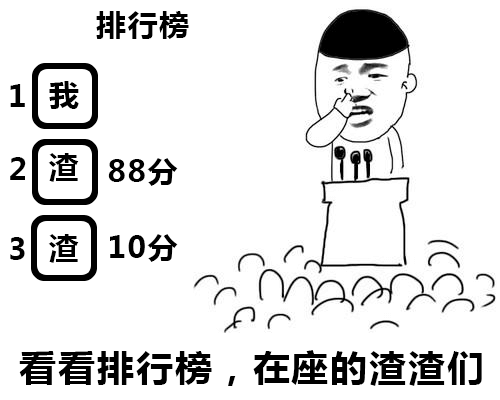 排行榜
1 我
2 渣 88分
3 渣 10分
看看排行榜，在座的渣渣们